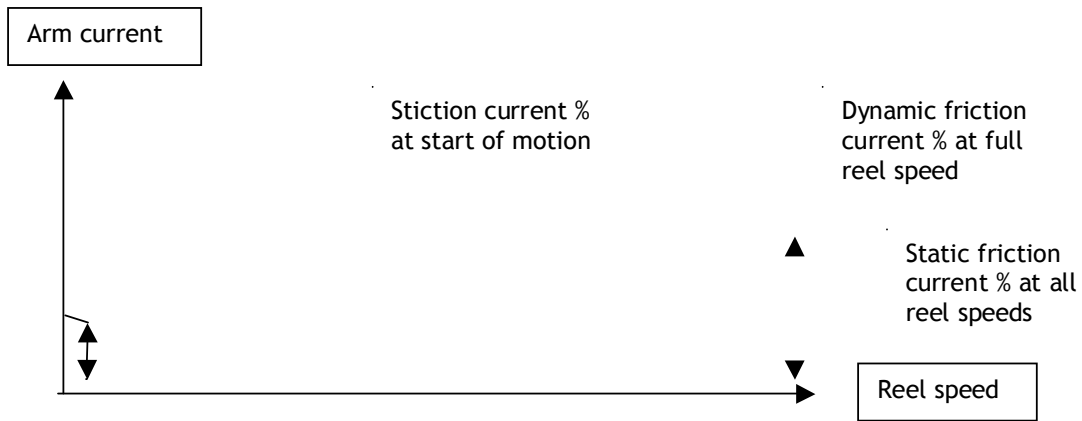 Arm current
Stiction current %
at start of motion
Dynamic friction
current % at full
reel speed
Static friction
current % at all
reel speeds
Reel speed